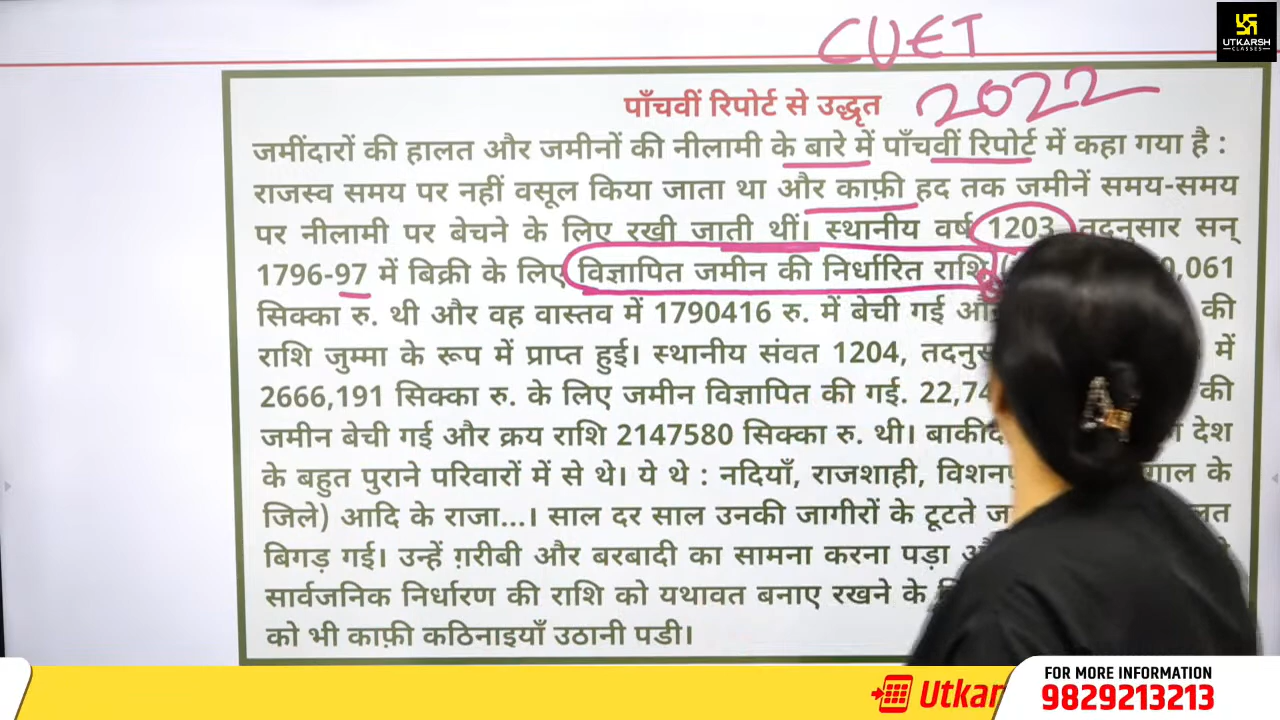 CUET
2022
UTKARSH
CLASSES
पाँचवीं रिपोर्ट से उद्धृत
जमींदारों की हालत और जमीनों की नीलामी के बारे में पाँचवीं रिपोर्ट में कहा गया है :
राजस्व समय पर नहीं वसूल किया जाता था और काफ़ी हद तक जमीनें समय-समय
पर नीलामी पर बेचने के लिए रखी जाती थीं। स्थानीय वर्ष 1203 तदनुसार सन्
1796-97 में बिक्री के लिए विज्ञापित जमीन की निर्धारित राशि ,061
सिक्का रु. थी और वह वास्तव में 1790416 रु. में बेची गई की
राशि जुम्मा के रूप में प्राप्त हुई। स्थानीय संवत 1204, में
2666,191 सिक्का रु. के लिए जमीन विज्ञापित की गई. 22,74 की
जमीन बेची गई और क्रय राशि 2147580 सिक्का रु. थी। देश
के बहुत पुराने परिवारों में से थे। ये थे : नदियाँ, राजशाही, के
जिले) आदि के राजा...। साल दर साल उनकी जागीरों के टूटते
बिगड़ गई। उन्हें ग़रीबी और बरबादी का सामना करना पड़ा
सार्वजनिक निर्धारण की राशि को यथावत बनाए रखने के
को भी काफ़ी कठिनाइयाँ उठानी पडी।
Utkar
FOR MORE INFORMATION
9829213213